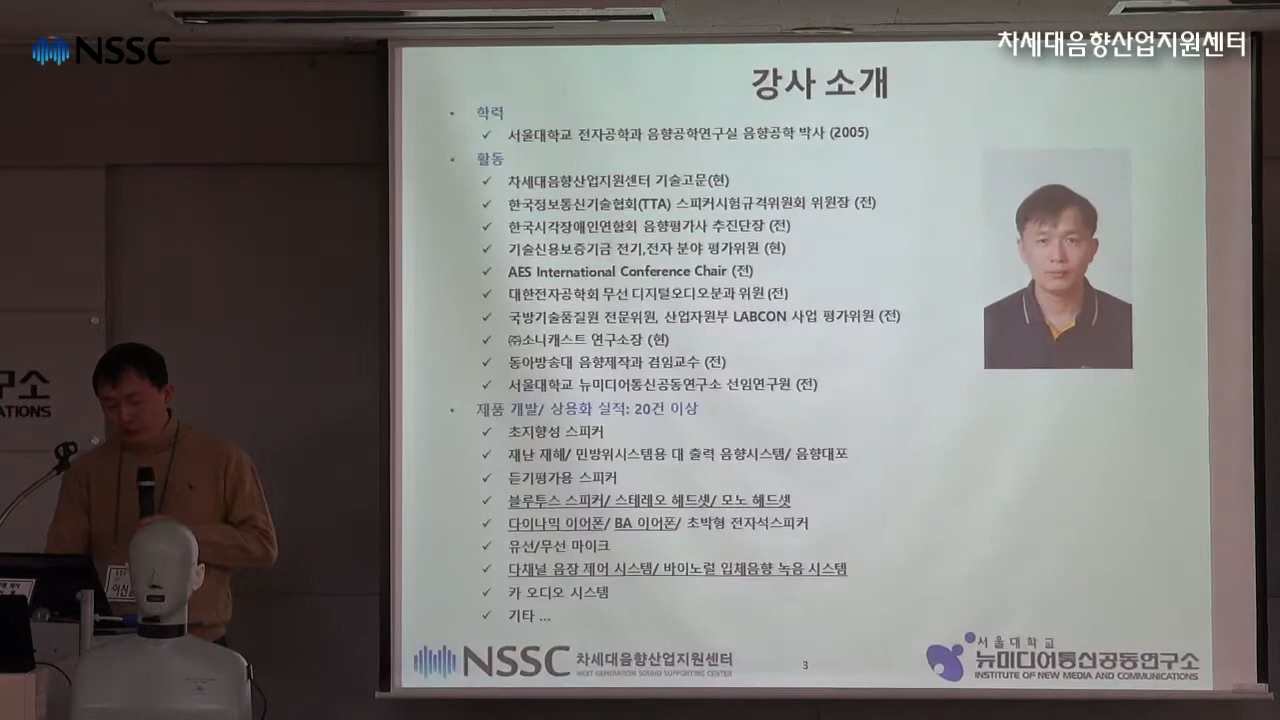 NSSC
차세대음향산업지원센터
강사 소개
• 학력
✓ 서울대학교 전자공학과 음향공학연구실 음향공학 박사 (2005)
• 활동
✓ 차세대음향산업지원센터 기술고문(현)
✓ 한국정보통신기술협회(TTA) 스피커시험규격위원회 위원장 (전)
✓ 한국시각장애인연합회 음향평가사 추진단장 (전)
✓ 기술신용보증기금 전기,전자 분야 평가위원 (현)
✓ AES International Conference Chair (전)
✓ 대한전자공학회 무선 디지털오디오분과 위원 (전)
✓ 국방기술품질원 전문위원, 산업자원부 LABCON 사업 평가위원 (전)
✓ ㈜소니캐스트 연구소장 (현)
✓ 동아방송대 음향제작과 겸임교수 (전)
✓ 서울대학교 뉴미디어통신공동연구소 선임연구원 (전)
• 제품 개발/ 상용화 실적: 20건 이상
✓ 초지향성 스피커
✓ 재난 재해/ 민방위시스템용 대 출력 음향시스템/ 음향대포
✓ 듣기평가용 스피커
✓ 블루투스 스피커/ 스테레오 헤드셋/ 모노 헤드셋
✓ 다이나믹 이어폰/ BA 이어폰/ 초박형 전자석스피커
✓ 유선/무선 마이크
✓ 다채널 음장 제어 시스템/ 바이노럴 입체음향 녹음 시스템
✓ 카 오디오 시스템
✓ 기타 ...
NSSC 차세대음향산업지원센터
NEXT GENERATION SOUND SUPPORTING CENTER
3
서울대학교
뉴미디어통신공동연구소
INSTITUTE OF NEW MEDIA AND COMMUNICATIONS
구소
ATIONS